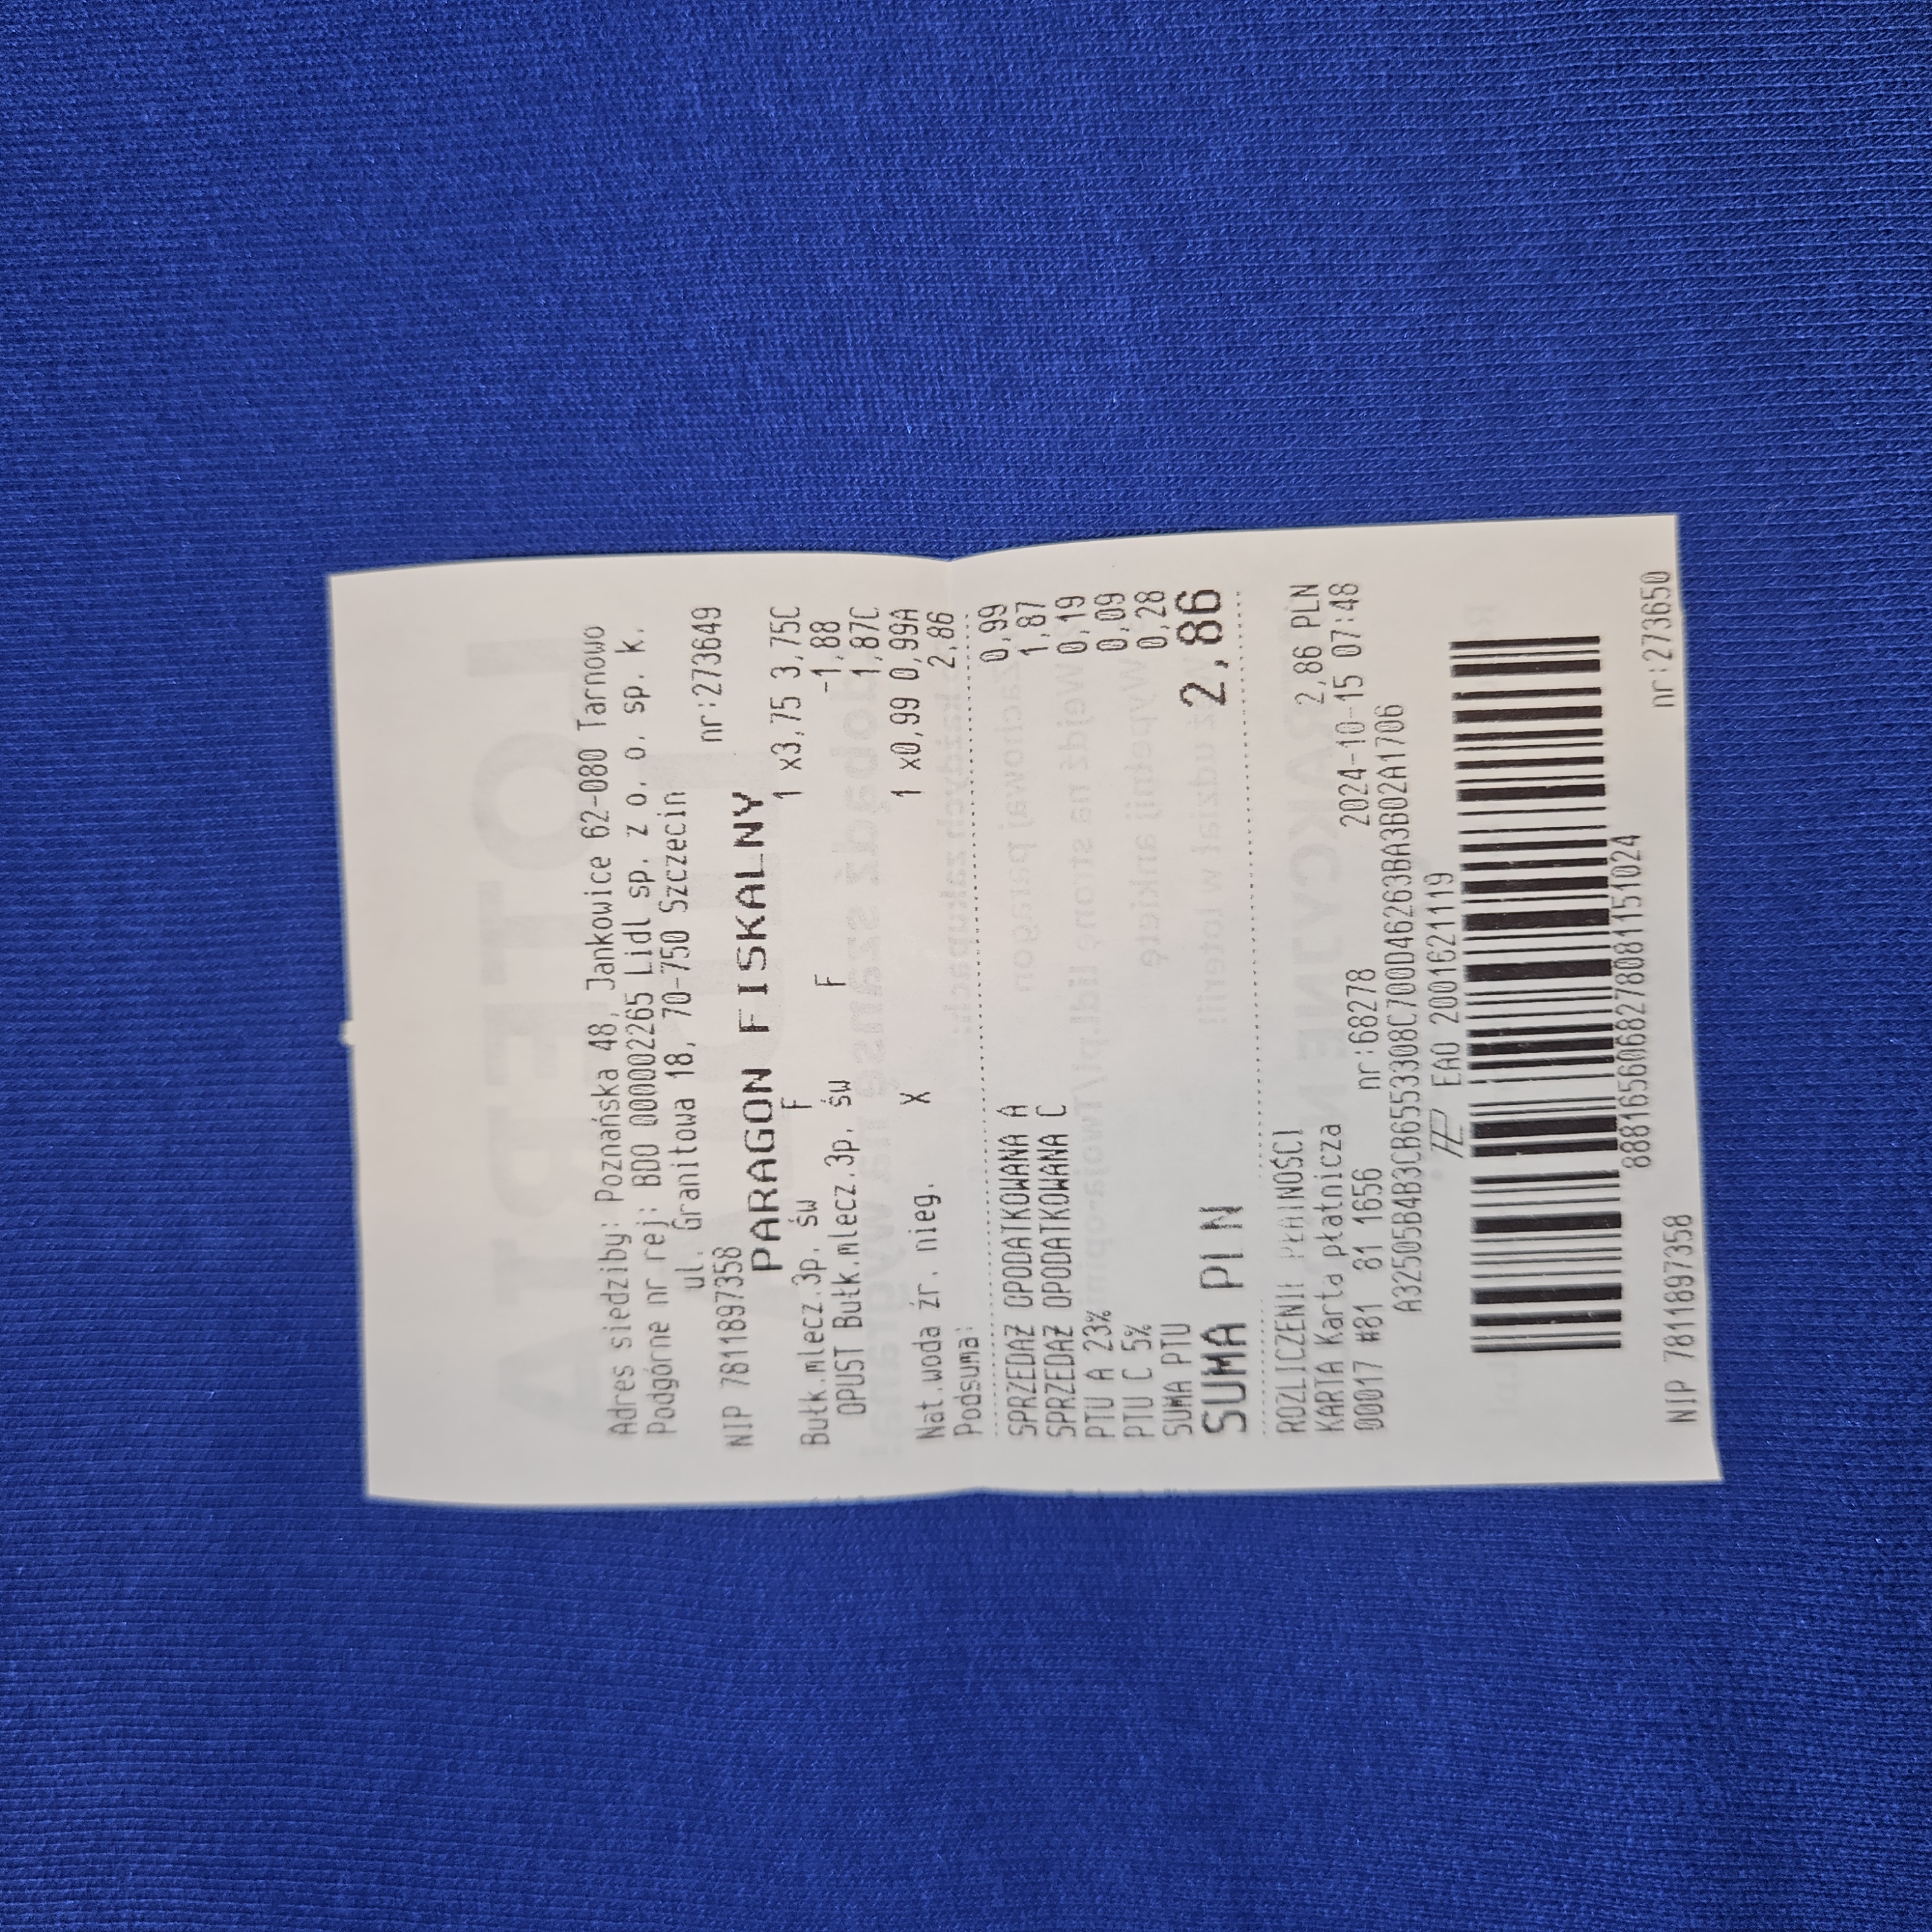 Adres siedziby: Poznańska 48, Jankowice 62-080 Tarnowo
Podgórne nr rej: BDO 000002265 Lidl sp. z o. o. sp. k.
ul. Granitowa 18, 70-750 Szczecin
NIP 7811897358 nr:273649
PARAGON FISKALNY
Bułk.mlecz.3p. św F 1 x3,75 3,75C
OPUST Bułk.mlecz.3p. św F -1,88
1,87C
Nat.woda źr. nieg. X 1 x0,99 0,99A
Podsuma: 2,86
SPRZEDAŻ OPODATKOWANA A 0,99
SPRZEDAŻ OPODATKOWANA C 1,87
PTU A 23% 0,19
PTU C 5% 0,09
SUMA PTU 0,28
SUMA PLN 2,86
ROZLICZENIE PŁATNOŚCI
KARTA Karta płatnicza 2,86 PLN
00017 #81 81 1656 nr:68278 2024-10-15 07:48
A32505B4B3CB6553308C700D46263BA3B02A1706
EAO 2001621119
8881656068278081151024
NIP 7811897358 nr:273650